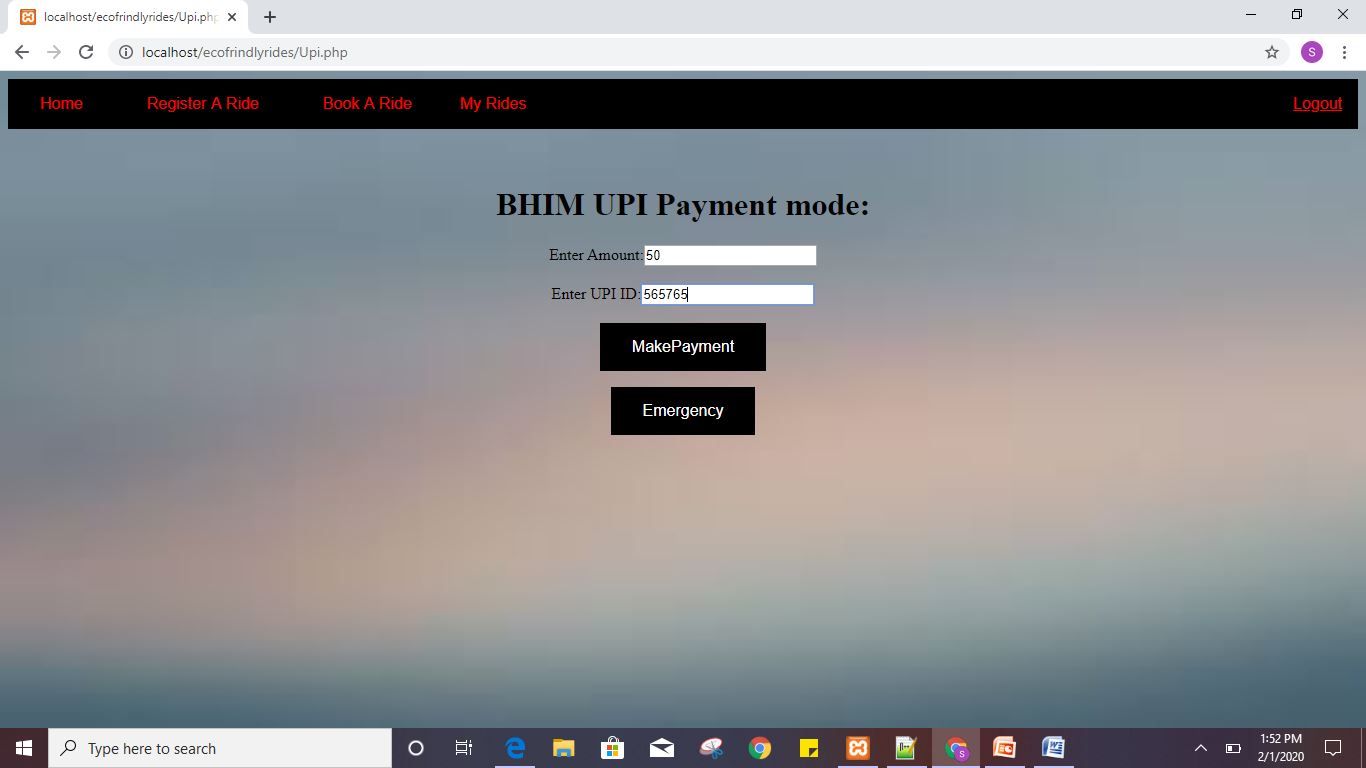 localhost/ecofrindlyrides/Upi.php
localhost/ecofrindlyrides/Upi.php
S
Home Register A Ride Book A Ride My Rides Logout
BHIM UPI Payment mode:
Enter Amount:50
Enter UPI ID:565765
MakePayment
Emergency
Type here to search
1:52 PM
2/1/2020